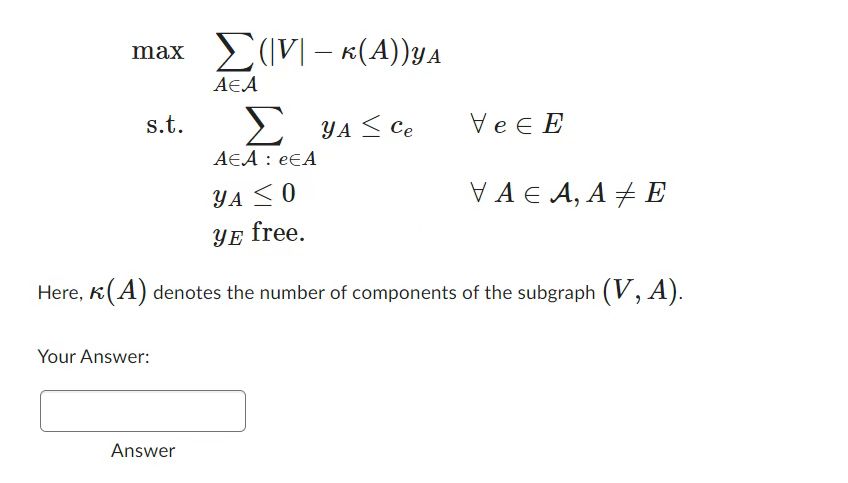 max ∑(|V| − κ(A))y_A
A∈𝒜
s.t. ∑ y_A ≤ c_e ∀ e ∈ E
A∈𝒜 : e∈A
y_A ≤ 0 ∀ A ∈ 𝒜, A ≠ E
y_E free.
Here, κ(A) denotes the number of components of the subgraph (V, A).
Your Answer:
Answer